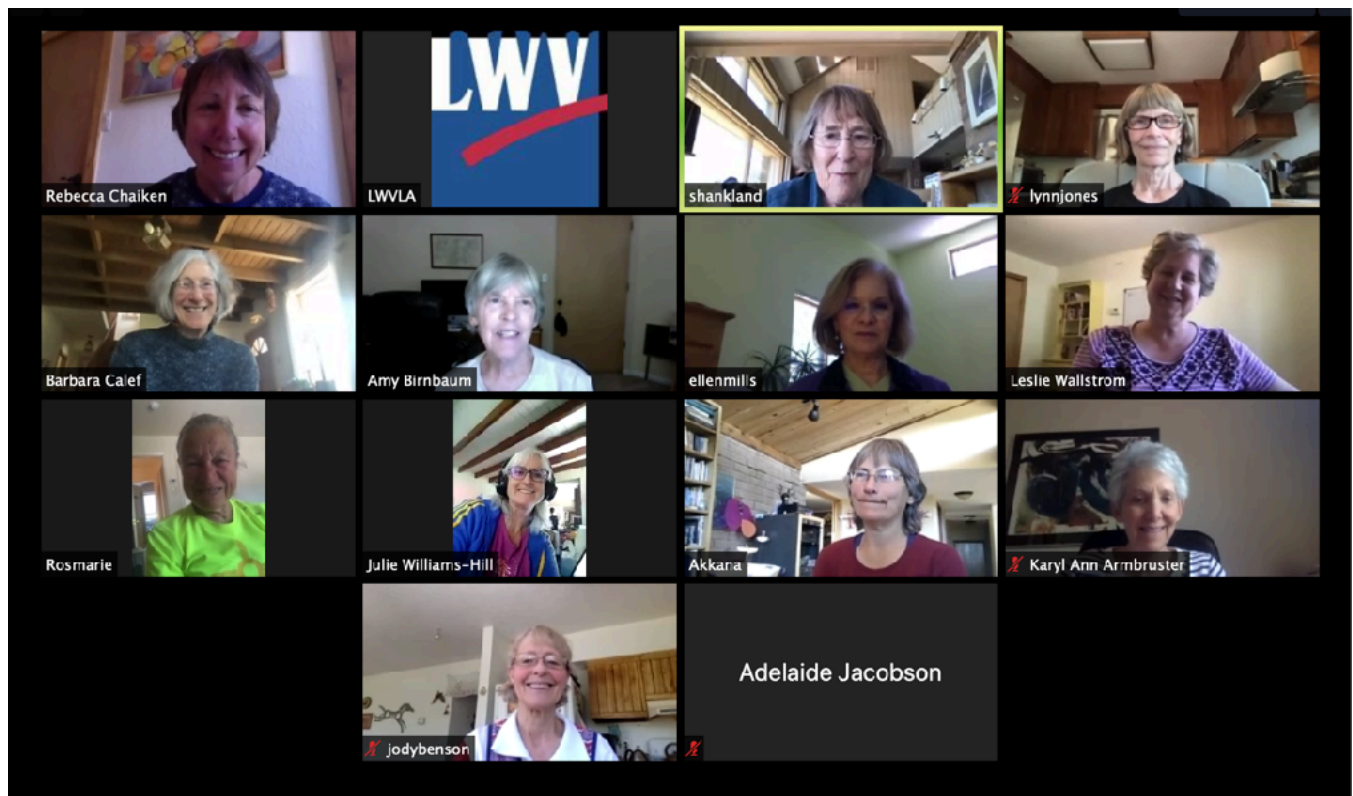 LWV
Rebecca Chaiken
LWVLA
shankland
lynnjones
Barbara Calef
Amy Birnbaum
ellenmills
Leslie Wallstrom
Rosmarie
Julie Williams-Hill
Akkana
Karyl Ann Armbruster
jodybenson
Adelaide Jacobson